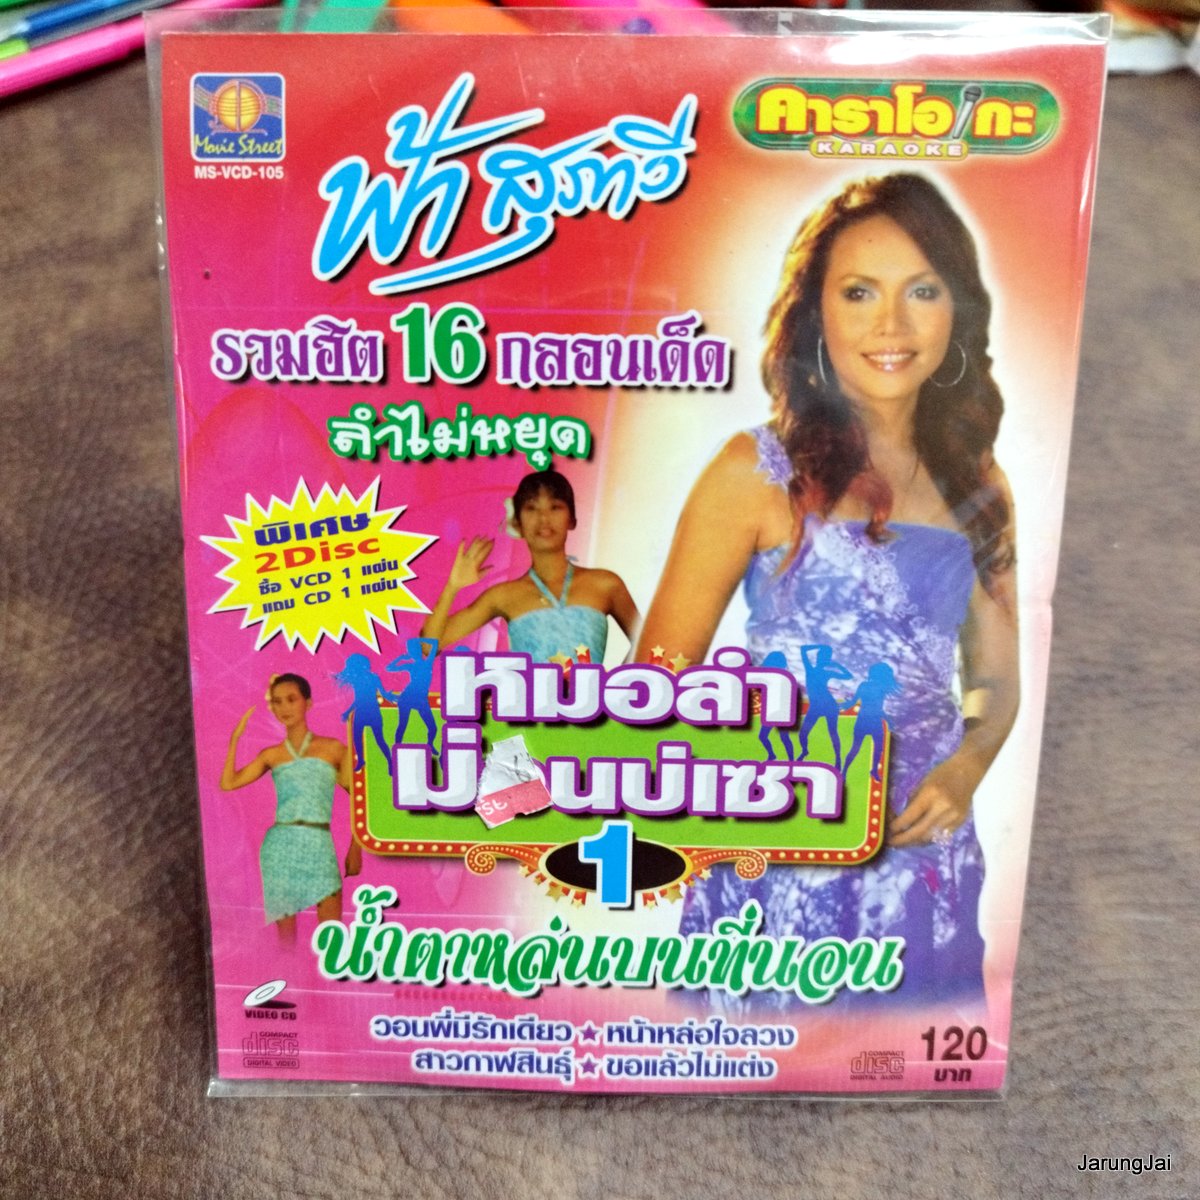 Movie Street
MS-VCD-105
ฟ้า สุรทวี
คาราโอเกะ
KARAOKE
รวมฮิต 16 กลอนเด็ด
ลำไม่หยุด
พิเศษ
2Disc
ซื้อ VCD 1 แผ่น
แถม CD 1 แผ่น
หมอลำ
บ่เซา
1
น้ำตาหล่นบนที่นอน
วอนพี่มีรักเดียว ★ หน้าหล่อใจลวง
สาวกาฬสินธุ์ ★ ขอแล้วไม่แต่ง
VIDEO CD
COMPACT
disc
DIGITAL VIDEO
COMPACT
disc
DIGITAL AUDIO
120
บาท
JarungJai